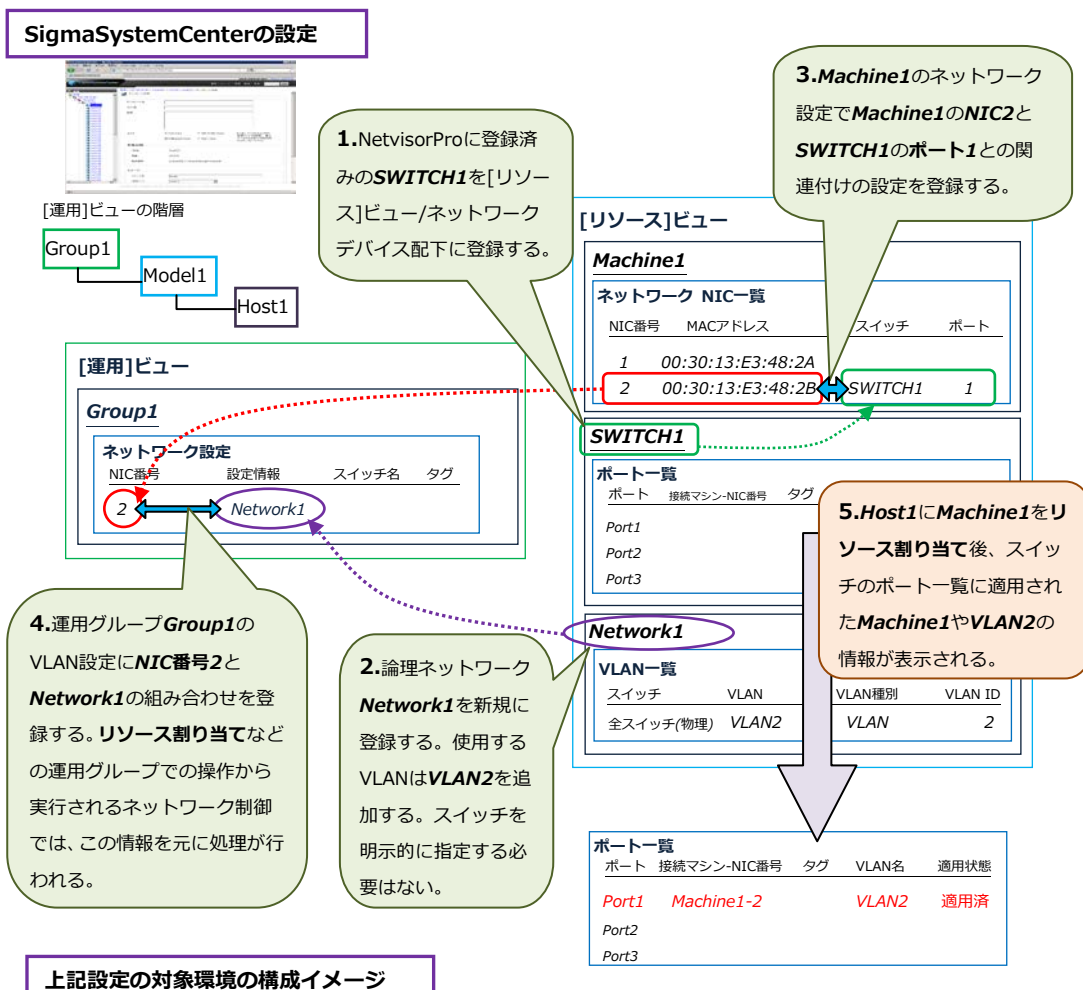 SigmaSystemCenterの設定
[運用]ビューの階層
Group1
Model1
Host1
1.NetvisorProに登録済
みのSWITCH1を[リソー
ス]ビュー/ネットワーク
デバイス配下に登録する。
3.Machine1のネットワーク
設定でMachine1のNIC2と
SWITCH1のポート1との関
連付けの設定を登録する。
[リソース]ビュー
Machine1
ネットワーク NIC一覧
NIC番号 MACアドレス スイッチ ポート
1 00:30:13:E3:48:2A
2 00:30:13:E3:48:2B SWITCH1 1
[運用]ビュー
Group1
ネットワーク設定
NIC番号 設定情報 スイッチ名 タグ
2 Network1
SWITCH1
ポート一覧
ポート 接続マシン-NIC番号 タグ
Port1
Port2
Port3
5.Host1にMachine1をリ
ソース割り当て後、スイッ
チのポート一覧に適用され
たMachine1やVLAN2の
情報が表示される。
4.運用グループGroup1の
VLAN設定にNIC番号2と
Network1の組み合わせを登
録する。リソース割り当てなど
の運用グループでの操作から
実行されるネットワーク制御
では、この情報を元に処理が行
われる。
2.論理ネットワーク
Network1を新規に
登録する。使用する
VLANはVLAN2を追
加する。スイッチを
明示的に指定する必
要はない。
Network1
VLAN一覧
スイッチ VLAN VLAN種別 VLAN ID
全スイッチ(物理) VLAN2 VLAN 2
ポート一覧
ポート 接続マシン-NIC番号 タグ VLAN名 適用状態
Port1 Machine1-2 VLAN2 適用済
Port2
Port3
上記設定の対象環境の構成イメージ